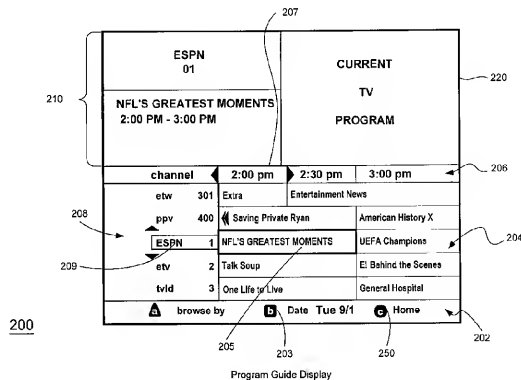 207
ESPN
01
CURRENT
TV
PROGRAM
220
210
NFL'S GREATEST MOMENTS
2:00 PM - 3:00 PM
channel 2:00 pm 2:30 pm 3:00 pm
206
etw 301 Extra Entertainment News
208
ppv 400 Saving Private Ryan American History X
204
ESPN 1 NFL'S GREATEST MOMENTS UEFA Champions
209
etv 2 Talk Soup E! Behind the Scenes
tvld 3 One Life to Live General Hospital
a browse by b Date Tue 9/1 c Home
200
205
203
250
202
Program Guide Display